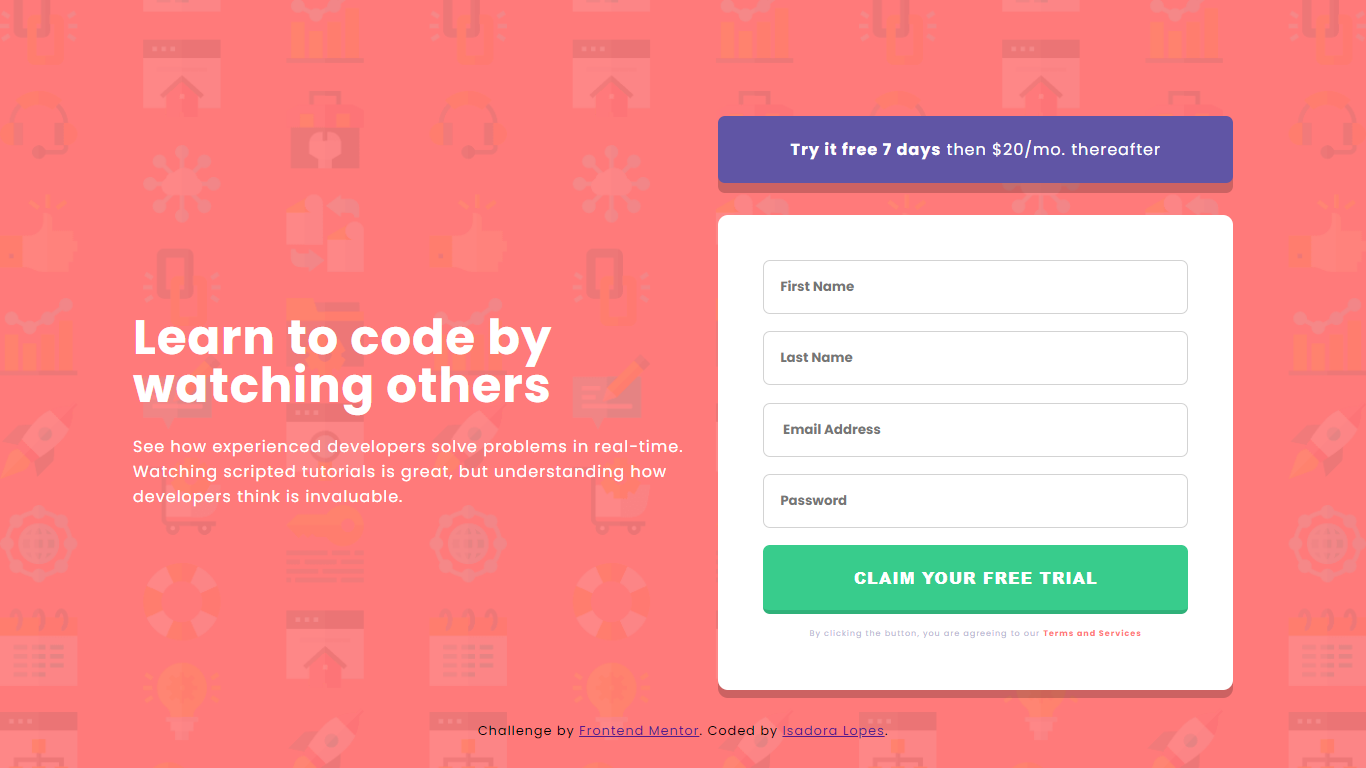 Learn to code by
watching others
See how experienced developers solve problems in real-time.
Watching scripted tutorials is great, but understanding how
developers think is invaluable.
Try it free 7 days then $20/mo. thereafter
First Name
Last Name
Email Address
Password
CLAIM YOUR FREE TRIAL
By clicking the button, you are agreeing to our Terms and Services
Challenge by Frontend Mentor. Coded by Isadora Lopes.